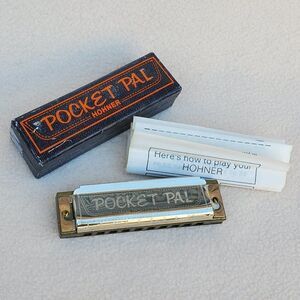 POCKET PAL
HOHNER
Here's how to play your
HOHNER
POCKET PAL